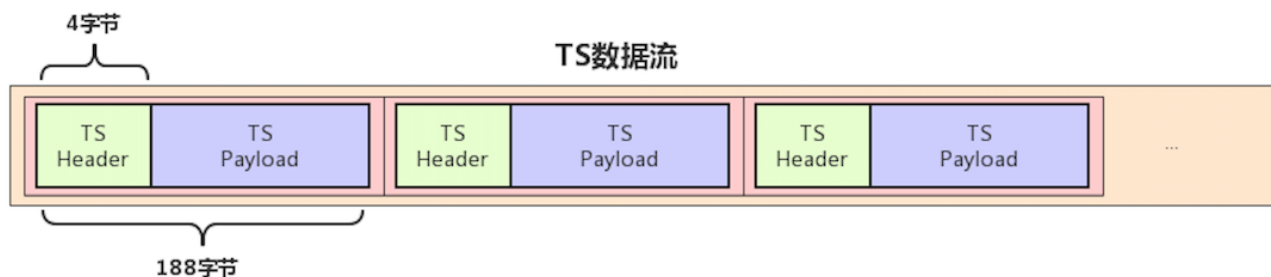 4字节
TS数据流
TS
Header
TS
Payload
TS
Header
TS
Payload
TS
Header
TS
Payload
...
188字节